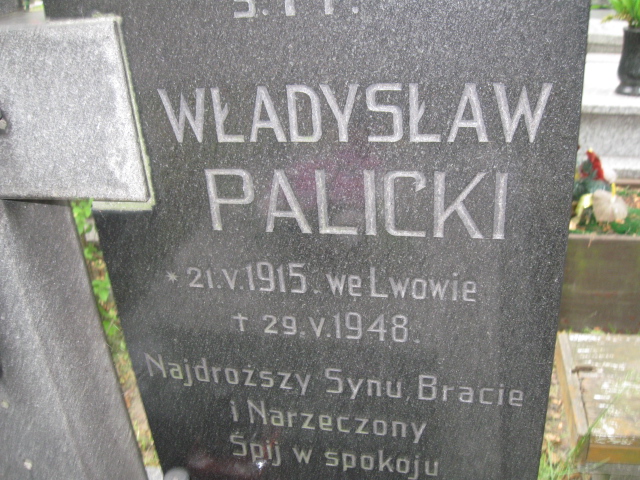 Ś.†P.
WŁADYSŁAW
PALICKI
* 21.V.1915. we Lwowie
† 29.V.1948.
Najdroższy Synu, Bracie
i Narzeczony
Śpij w spokoju